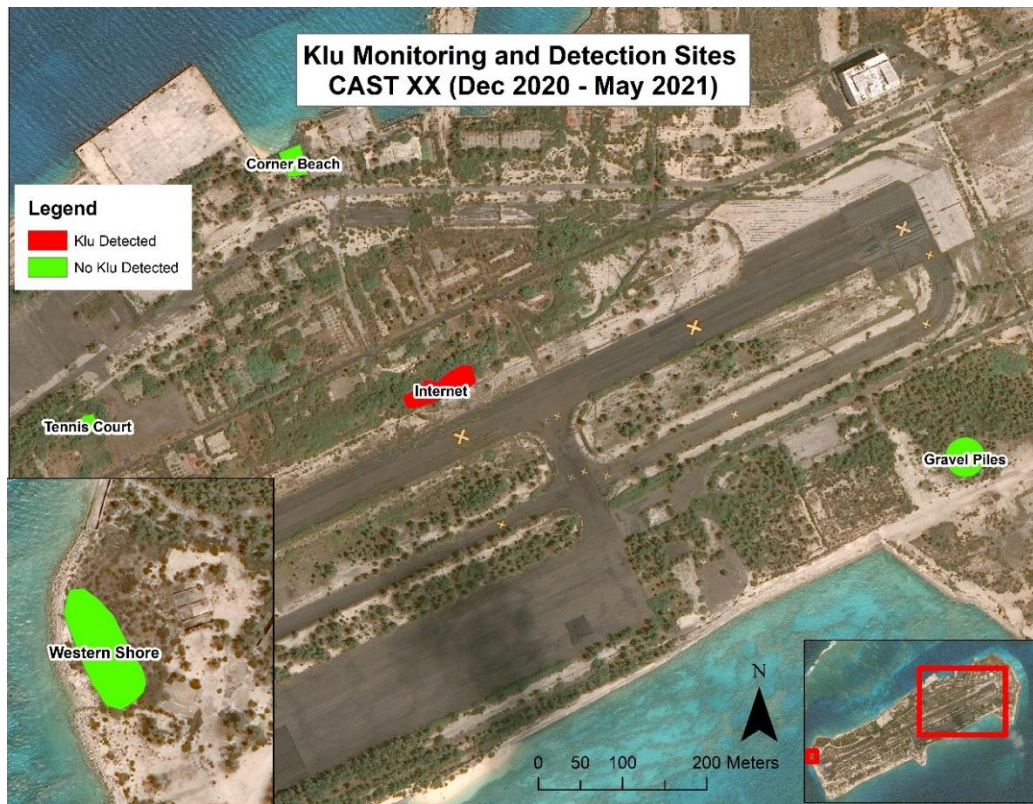 Klu Monitoring and Detection Sites
CAST XX (Dec 2020 - May 2021)
Corner Beach
Legend
Klu Detected
No Klu Detected
Internet
Tennis Court
Gravel Piles
Western Shore
N
0 50 100 200 Meters